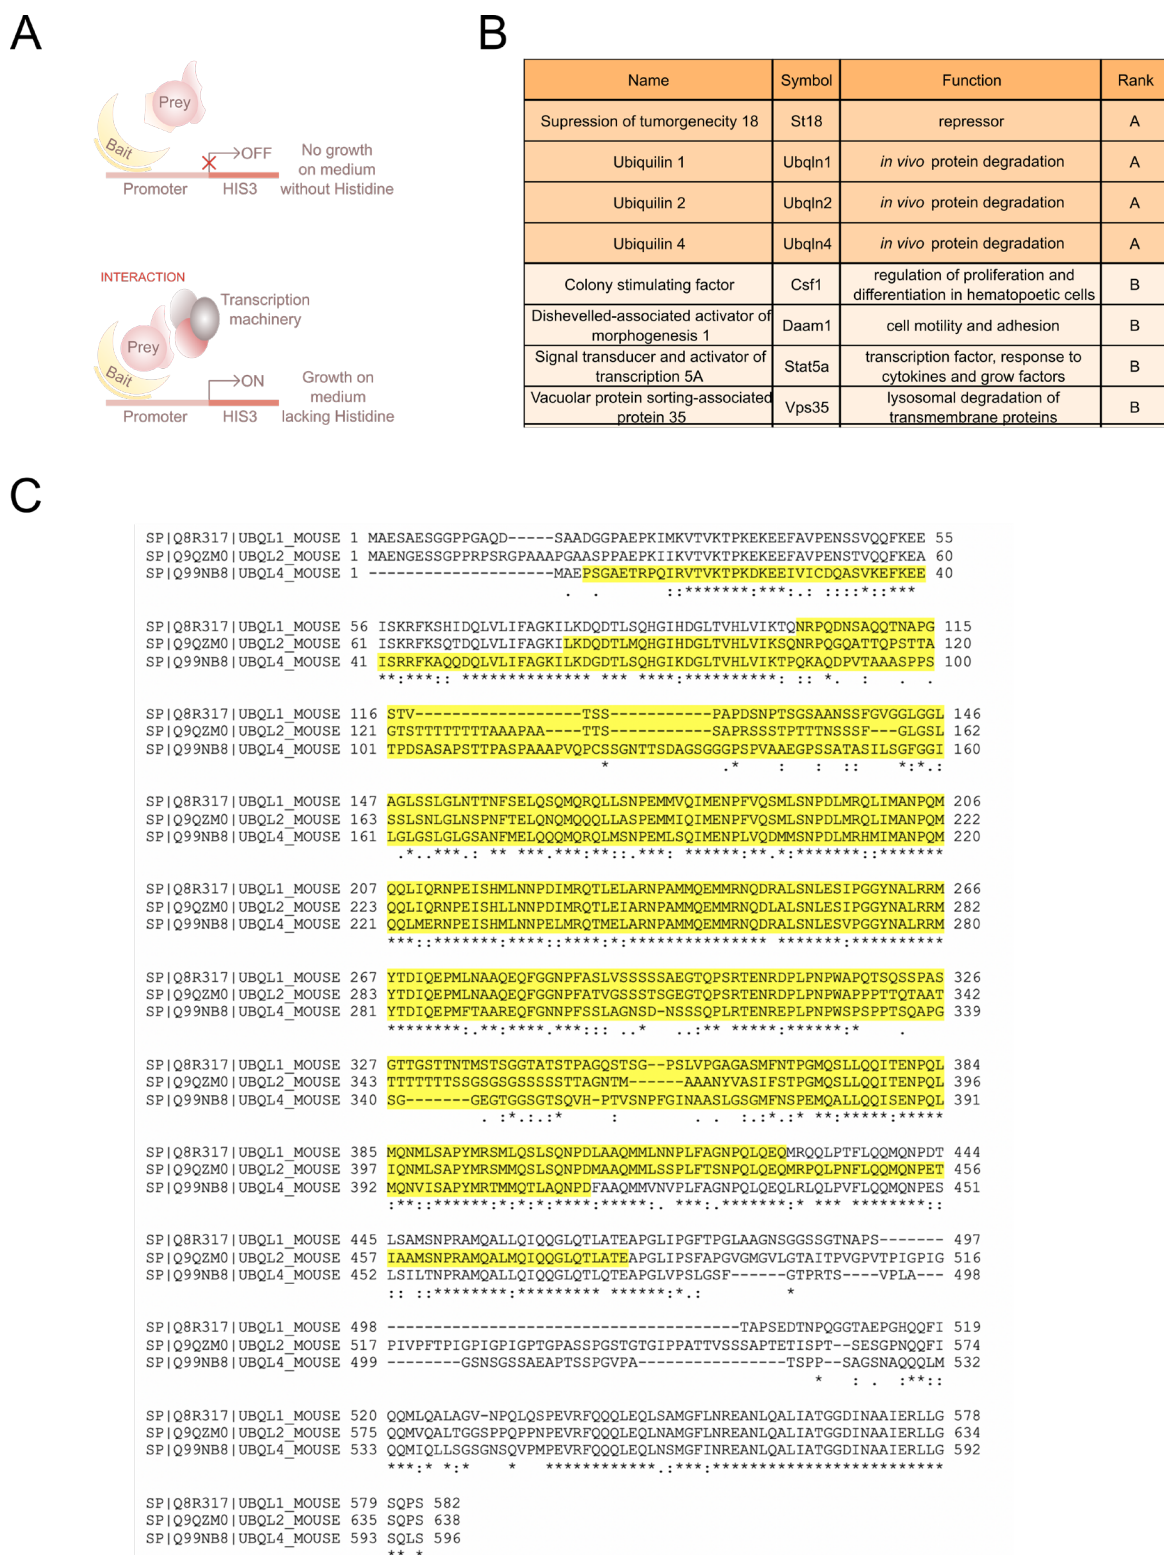 A
Prey
Bait
OFF
Promoter
HIS3
No growth
on medium
without Histidine
INTERACTION
Transcription
machinery
Prey
Bait
ON
Promoter
HIS3
Growth on
medium
lacking Histidine
B
Name Symbol Function Rank
Supression of tumorgenecity 18 St18 repressor A
Ubiquilin 1 Ubqln1 in vivo protein degradation A
Ubiquilin 2 Ubqln2 in vivo protein degradation A
Ubiquilin 4 Ubqln4 in vivo protein degradation A
Colony stimulating factor Csf1 regulation of proliferation and
differentiation in hematopoetic cells B
Dishevelled-associated activator of
morphogenesis 1 Daam1 cell motility and adhesion B
Signal transducer and activator of
transcription 5A Stat5a transcription factor, response to
cytokines and grow factors B
Vacuolar protein sorting-associated
protein 35 Vps35 lysosomal degradation of
transmembrane proteins B
C
SP|Q8R317|UBQL1_MOUSE 1 MAESAESGGPPGAQD-----SAADGGPAEPKIMKVTVKTPKEKEEFAVPENSSVQQFKEE 55
SP|Q9QZM0|UBQL2_MOUSE 1 MAENGESSGPPRPSRGPAAAPGAASPPAEPKIIKVTVKTPKEKEEFAVPENSTVQQFKEA 60
SP|Q99NB8|UBQL4_MOUSE 1 --------------------MAEPSGAETRPQIRVTVKTPKDKEEIVICDQASVKEFKEE 40
SP|Q8R317|UBQL1_MOUSE 56 ISKRFKSHIDQLVLIFAGKILKDQDTLSQHGIHDGLTVHLVIKTQNRPQDNSAQQTNAPG 115
SP|Q9QZM0|UBQL2_MOUSE 61 ISKRFKSQTDQLVLIFAGKILKDQDTLMQHGIHDGLTVHLVIKSQNRPQGQATTQPSTTA 120
SP|Q99NB8|UBQL4_MOUSE 41 ISRRFKAQQDQLVLIFAGKILKDGDTLSQHGIKDGLTVHLVIKTPQKAQDPVTAAASPPS 100
SP|Q8R317|UBQL1_MOUSE 116 STV------------------TSS----------PAPDSNPTSGSAANSSFGVGGLGGL 146
SP|Q9QZM0|UBQL2_MOUSE 121 GTSTTTTTTTTAAAPAA----TTS-----------SAPRSSSTPTTTNSSSF---GLGSL 162
SP|Q99NB8|UBQL4_MOUSE 101 TPDSASAPSTTPASPAAAPVQPCSSGNTTSDAGSGGGPSPVAAEGPSSATASILSGFGGI 160
SP|Q8R317|UBQL1_MOUSE 147 AGLSSLGLNTTNFSELQSQMQRQLLSNPEMMVQIMENPFVQSMLSNPDLMRQLIMANPQM 206
SP|Q9QZM0|UBQL2_MOUSE 163 SSLSNLGLNSPNFTELQNQMQQQLLASPEMMIQIMENPFVQSMLSNPDLMRQLIMANPQM 222
SP|Q99NB8|UBQL4_MOUSE 161 LGLGSLGLGSANFMELQQQMQRQLMSNPEMLSQIMENPLVQDMMSNPDLMRHMIMANPQM 220
SP|Q8R317|UBQL1_MOUSE 207 QQLIQRNPEISHMLNNPDIMRQTLELARNPAMMQEMMRNQDRALSNLESIPGGYNALRRM 266
SP|Q9QZM0|UBQL2_MOUSE 223 QQLIQRNPEISHLLNNPDIMRQTLEIARNPAMMQEMMRNQDLALSNLESIPGGYNALRRM 282
SP|Q99NB8|UBQL4_MOUSE 221 QQLMERNPEISHMLNNPELMRQTMELARNPAMMQEMMRNQDRALSNLESVPGGYNALRRM 280
SP|Q8R317|UBQL1_MOUSE 267 YTDIQEPMLNAAQEQFGGNPFASLVSSSSSAEGTQPSRTENRDPLPNPWAPQTSQSSPAS 326
SP|Q9QZM0|UBQL2_MOUSE 283 YTDIQEPMLNAAQEQFGGNPFATVGSSSTSGEGTQPSRTENRDPLPNPWAPPPTTQTAAT 342
SP|Q99NB8|UBQL4_MOUSE 281 YTDIQEPMFTAAREQFGNNPFSSLAGNSD-NSSSQPLRTENREPLPNPWSPSPPTSQAPG 339
SP|Q8R317|UBQL1_MOUSE 327 GTTGSTTNTMSTSGGTATSTPAGQSTSG--PSLVPGAGASMFNTPGMQSLLQQITENPQL 384
SP|Q9QZM0|UBQL2_MOUSE 343 TTTTTTTSSGSGSGSSSSSTTAGNTM------AAANYVASIFSTPGMQSLLQQITENPQL 396
SP|Q99NB8|UBQL4_MOUSE 340 SG-------GEGTGGSGTSQVH-PTVSNPFGINAASLGSGMFNSPEMQALLQQISENPQL 391
SP|Q8R317|UBQL1_MOUSE 385 MQNMLSAPYMRSMLQSLSQNPDLAAQMMLNNPLFAGNPQLQEQMRQQLPTFLQQMQNPDT 444
SP|Q9QZM0|UBQL2_MOUSE 397 IQNMLSAPYMRSMMQSLSQNPDMAAQMMLSSPLFTSNPQLQEQMRPQLPNFLQQMQNPET 456
SP|Q99NB8|UBQL4_MOUSE 392 MQNVISAPYMRTMMQTLAQNPDFAAQMMVNVPLFAGNPQLQEQLRLQLPVFLQQMQNPES 451
SP|Q8R317|UBQL1_MOUSE 445 LSAMSNPRAMQALLQIQQGLQTLATEAPGLIPGFTPGLAAGNSGGSSGTNAPS------- 497
SP|Q9QZM0|UBQL2_MOUSE 457 IAAMSNPRAMQALMQIQQGLQTLATEAPGLIPSFAPGVGMGVLGTAITPVGPVTPIGPIG 516
SP|Q99NB8|UBQL4_MOUSE 452 LSILTNPRAMQALLQIQQGLQTLQTEAPGLVPSLGSF------GTPRTS----VPLA--- 498
SP|Q8R317|UBQL1_MOUSE 498 --------------------------------------TAPSEDTNPQGGTAEPGHQQFI 519
SP|Q9QZM0|UBQL2_MOUSE 517 PIVPFTPIGPIGPIGPTGPASSPGSTGTGIPPATTVSSSAPTETISPT--SESGPNQQFI 574
SP|Q99NB8|UBQL4_MOUSE 499 --------GSNSGSSAEAPTSSPGVPA----------------TSPP--SAGSNAQQQLM 532
SP|Q8R317|UBQL1_MOUSE 520 QQMLQALAGV-NPQLQSPEVRFQQQLEQLSAMGFLNREANLQALIATGGDINAAIERLLG 578
SP|Q9QZM0|UBQL2_MOUSE 575 QQMVQALTGGSPPQPPNPEVRFQQQLEQLNAMGFLNREANLQALIATGGDINAAIERLLG 634
SP|Q99NB8|UBQL4_MOUSE 533 QQMIQLLSGSGNSQVPMPEVRFQQQLEQLNSMGFINREANLQALIATGGDINAAIERLLG 592
SP|Q8R317|UBQL1_MOUSE 579 SQPS 582
SP|Q9QZM0|UBQL2_MOUSE 635 SQPS 638
SP|Q99NB8|UBQL4_MOUSE 593 SQLS 596
** *